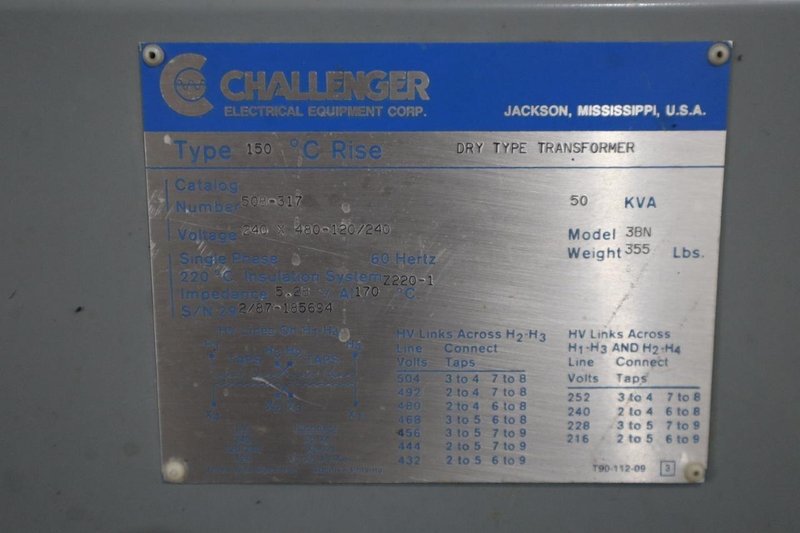 CHALLENGER
ELECTRICAL EQUIPMENT CORP.
JACKSON, MISSISSIPPI, U.S.A.
Type 150 °C Rise DRY TYPE TRANSFORMER
Catalog
Number 508-317 50 KVA
Voltage 240 X 480-120/240 Model 3BN
Weight 355 Lbs.
Single Phase 60 Hertz
220 °C Insulation System Z220-1
Impedance At 170 °C.
S/N 292/87-185694
HV Links Across H2-H3
Line Connect
Volts Taps
504 3 to 4 7 to 8
492 2 to 4 7 to 8
480 2 to 4 6 to 8
468 3 to 5 6 to 8
456 3 to 5 7 to 9
444 2 to 5 7 to 9
432 2 to 5 6 to 9
HV Links Across
H1-H3 AND H2-H4
Line Connect
Volts Taps
252 3 to 4 7 to 8
240 2 to 4 6 to 8
228 3 to 5 7 to 9
216 2 to 5 6 to 9
T90-112-09 3